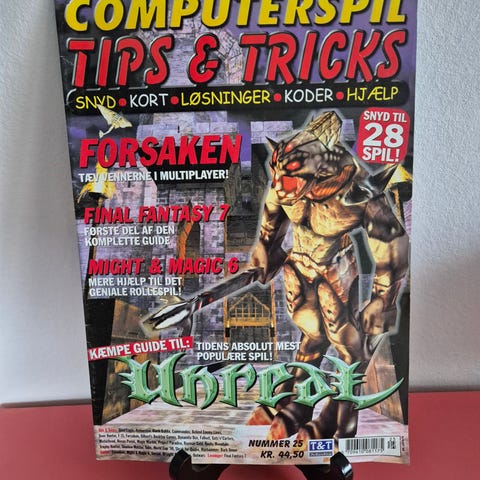 COMPUTERSPIL
TIPS & TRICKS
SNYD • KORT • LØSNINGER • KODER • HJÆLP
SNYD TIL
28
SPIL!
FORSAKEN
TÆV VENNERNE I MULTIPLAYER!
FINAL FANTASY 7
FØRSTE DEL AF DEN
KOMPLETTE GUIDE
MIGHT & MAGIC 6
MERE HJÆLP TIL DET
GENIALE ROLLESPIL!
KÆMPE GUIDE TIL:
TIDENS ABSOLUT MEST
POPULÆRE SPIL!
Unreal
NUMMER 25
KR. 44,50
T&T